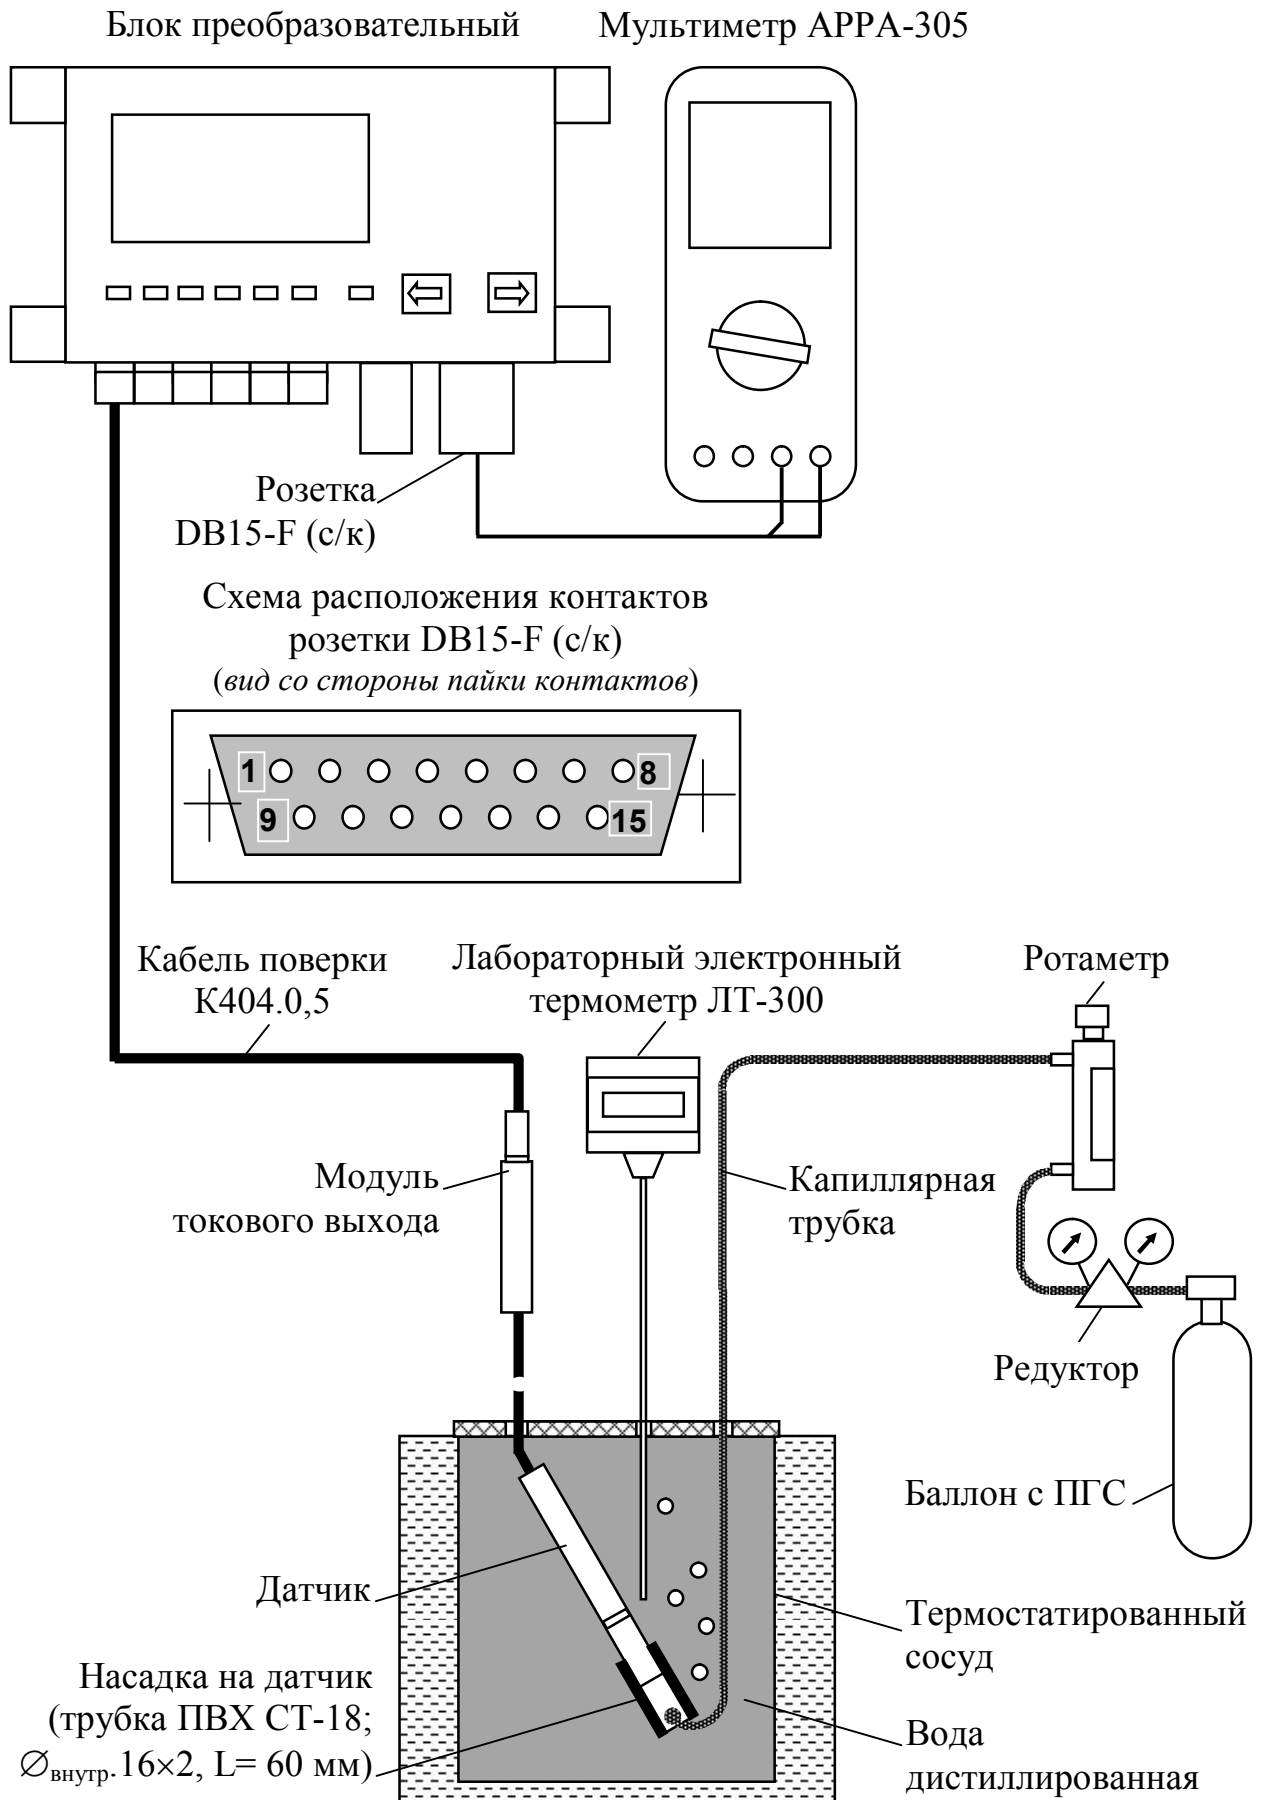 Блок преобразовательный
Мультиметр APPA-305
Розетка
DB15-F (с/к)
Схема расположения контактов
розетки DB15-F (с/к)
(вид со стороны пайки контактов)
1
8
9
15
Кабель поверки
К404.0,5
Лабораторный электронный
термометр ЛТ-300
Ротаметр
Модуль
токового выхода
Капиллярная
трубка
Редуктор
Баллон с ПГС
Датчик
Термостатированный
сосуд
Насадка на датчик
(трубка ПВХ СТ-18;
∅внутр.16×2, L= 60 мм)
Вода
дистиллированная